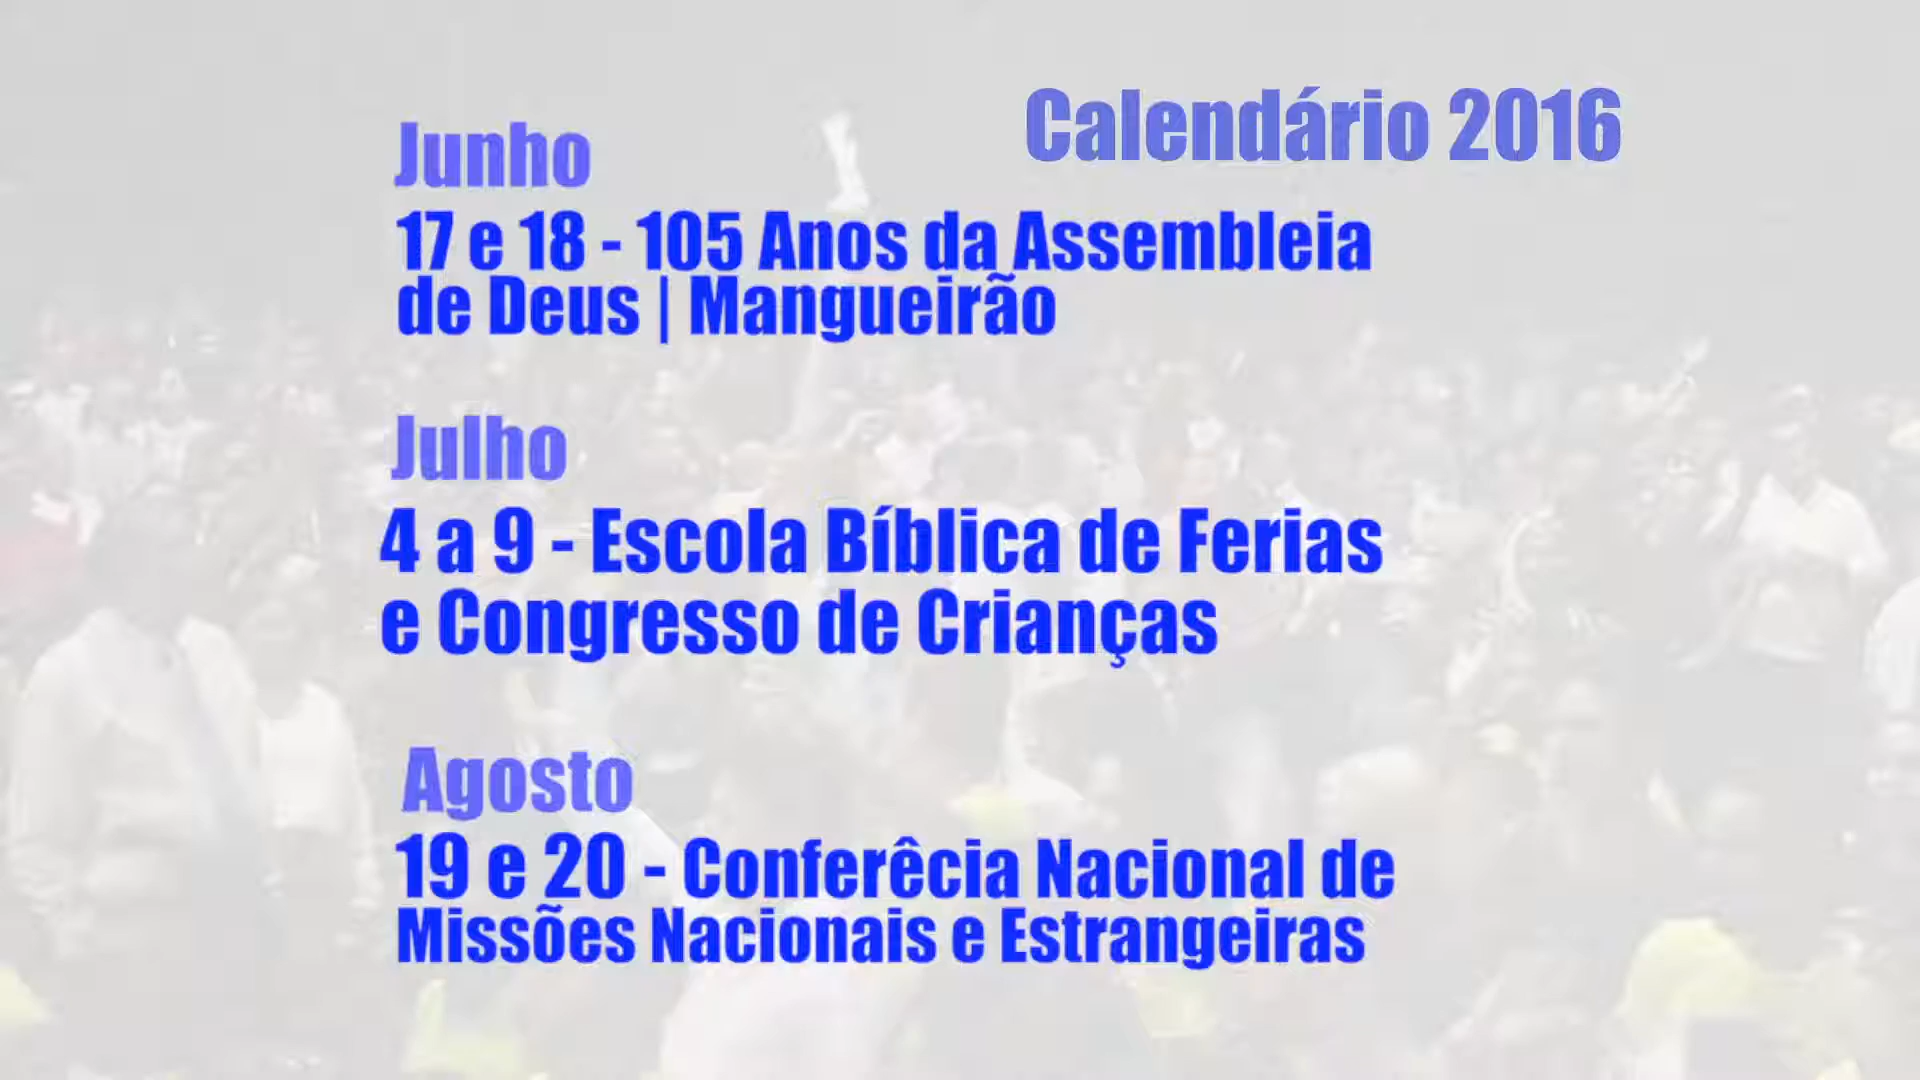 Calendário 2016
Junho
17 e 18 - 105 Anos da Assembleia
de Deus | Mangueirão
Julho
4 a 9 - Escola Bíblica de Ferias
e Congresso de Crianças
Agosto
19 e 20 - Conferêcia Nacional de
Missões Nacionais e Estrangeiras